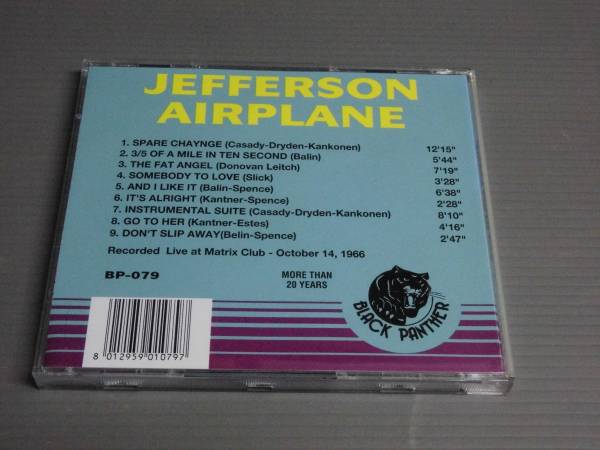 JEFFERSON
AIRPLANE
1. SPARE CHAYNGE (Casady-Dryden-Kankonen) 12'15"
2. 3/5 OF A MILE IN TEN SECOND (Balin) 5'44"
3. THE FAT ANGEL (Donovan Leitch) 7'19"
4. SOMEBODY TO LOVE (Slick) 3'28"
5. AND I LIKE IT (Balin-Spence) 6'38"
6. IT'S ALRIGHT (Kantner-Spence) 2'28"
7. INSTRUMENTAL SUITE (Casady-Dryden-Kankonen) 8'10"
8. GO TO HER (Kantner-Estes) 4'16"
9. DON'T SLIP AWAY(Belin-Spence) 2'47"
Recorded Live at Matrix Club - October 14, 1966
BP-079
MORE THAN
20 YEARS
BLACK PANTHER
8 012959 010797